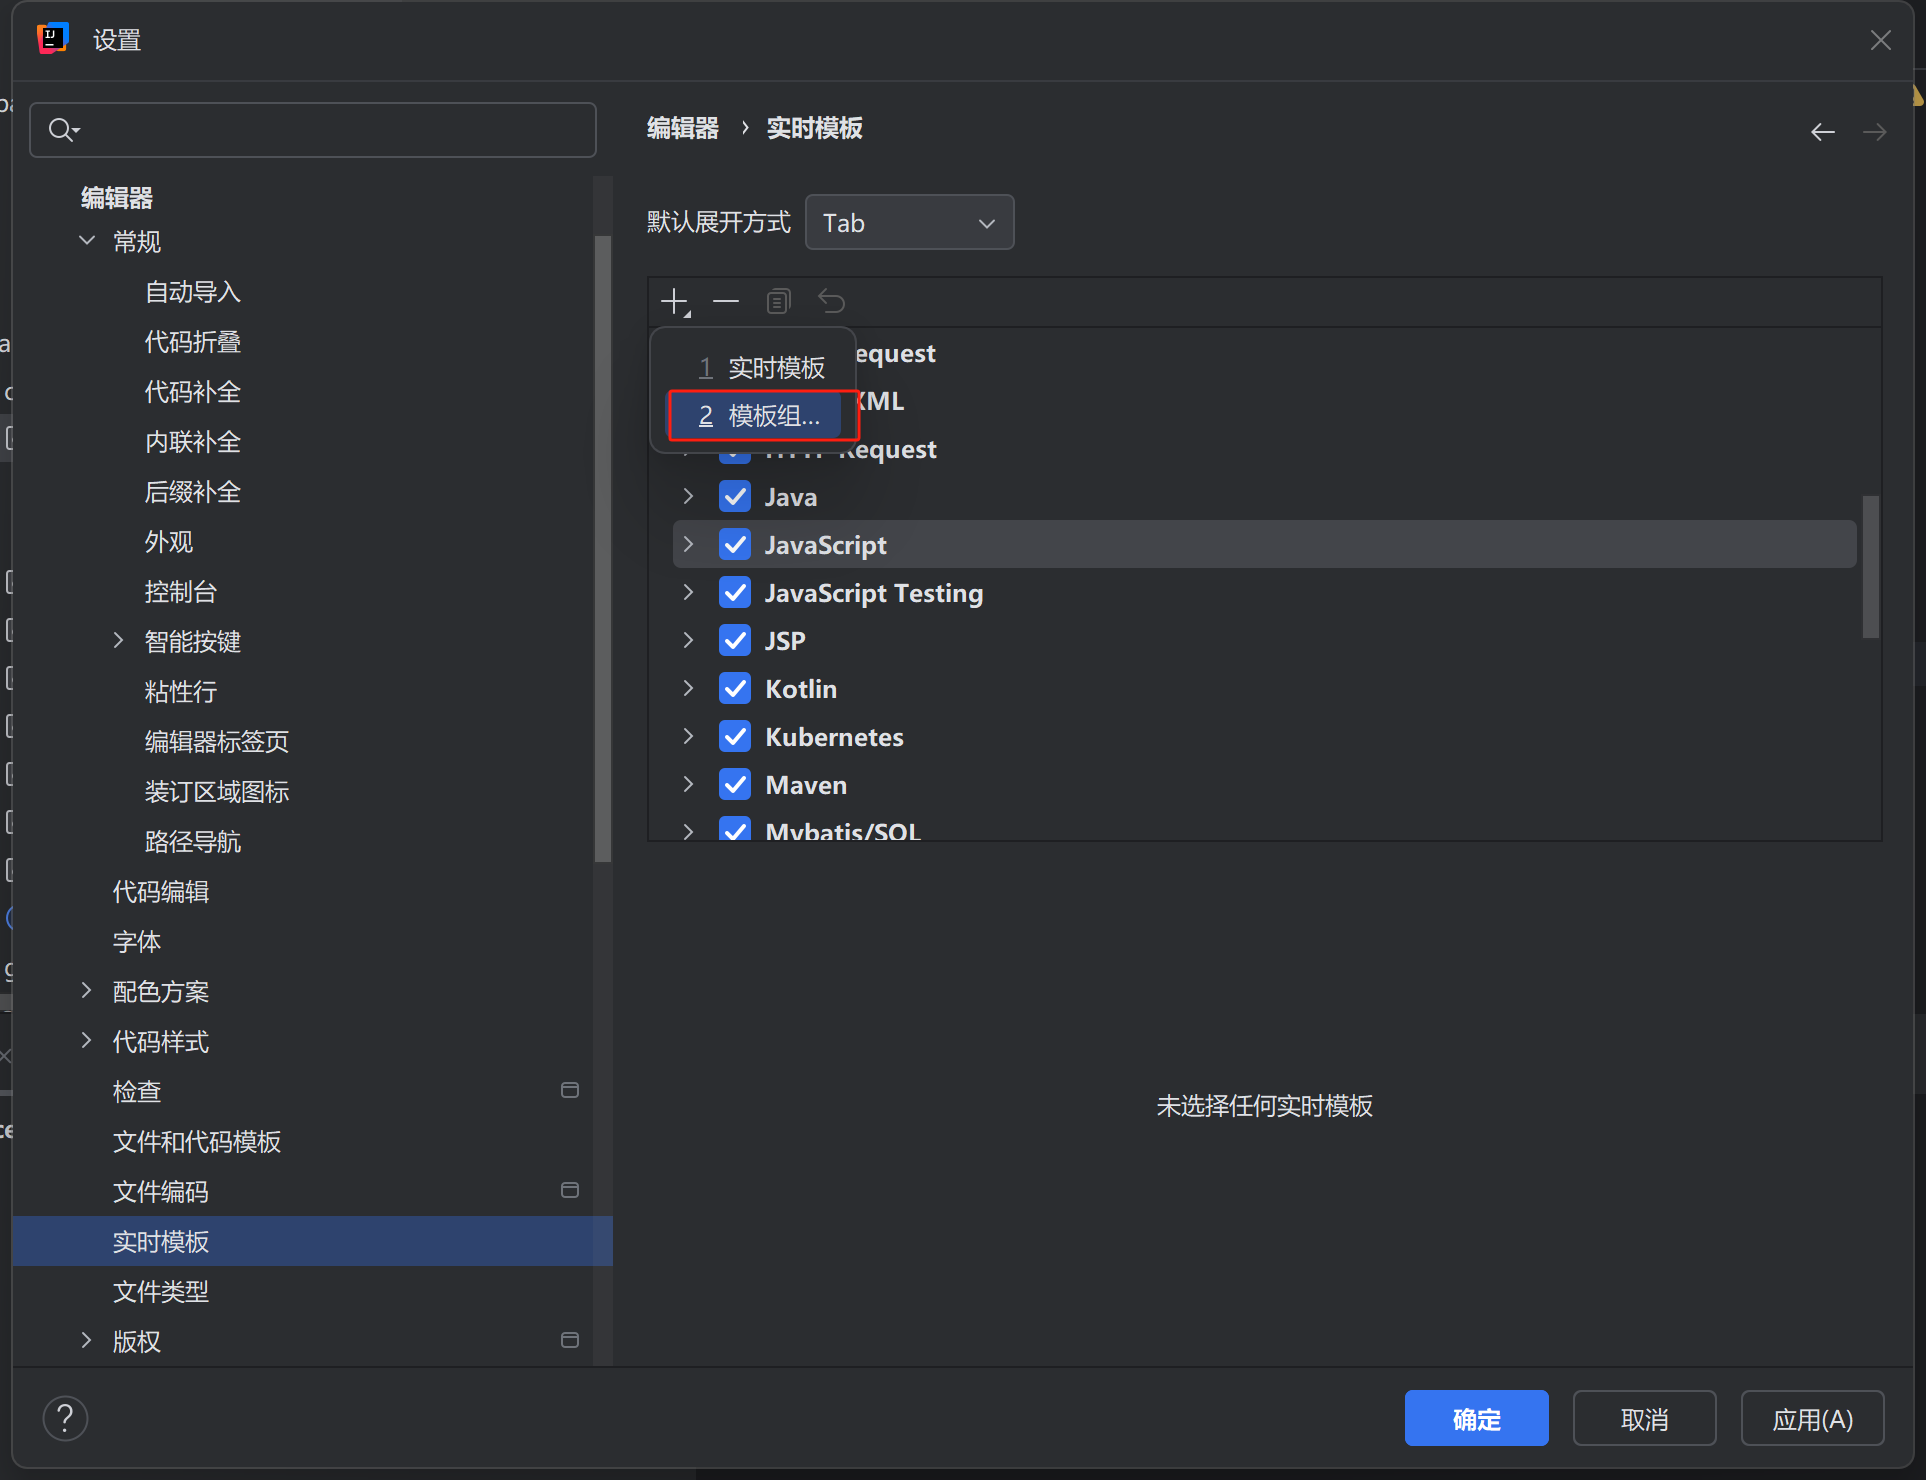 设置
编辑器 › 实时模板
编辑器
常规
自动导入
代码折叠
代码补全
内联补全
后缀补全
外观
控制台
智能按键
粘性行
编辑器标签页
装订区域图标
路径导航
代码编辑
字体
配色方案
代码样式
检查
文件和代码模板
文件编码
实时模板
文件类型
版权
默认展开方式 Tab
1 实时模板
2 模板组...
equest
XML
HTTP Request
Java
JavaScript
JavaScript Testing
JSP
Kotlin
Kubernetes
Maven
Mybatis/SQL
未选择任何实时模板
?
确定
取消
应用(A)